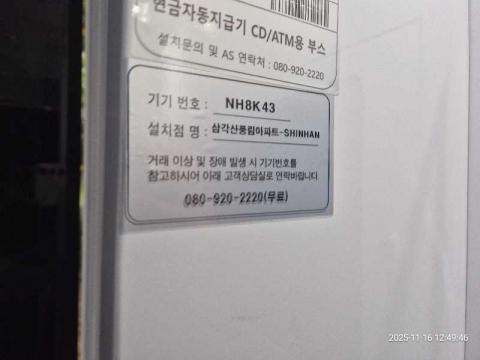 현금자동지급기 CD/ATM용 부스
설치문의 및 AS 연락처 : 080-920-2220
기기 번호 : NH8K43
설치점 명 : 삼각산풍림아파트-SHINHAN
거래 이상 및 장애 발생 시 기기번호를
참고하시어 아래 고객상담실로 연락바랍니다.
080-920-2220(무료)
2025-11-16 12:49:46